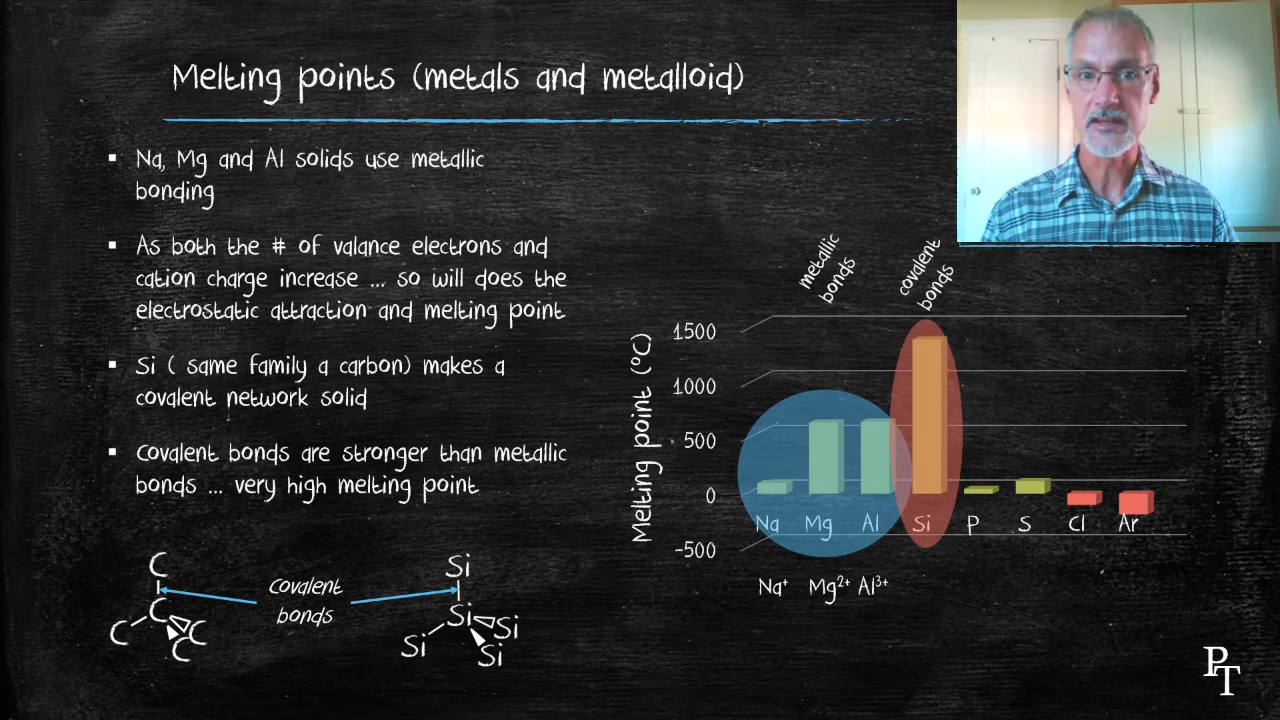 Melting points (metals and metalloid)
▪ Na, Mg and Al solids use metallic
bonding
▪ As both the # of valance electrons and
cation charge increase ... so will does the
electrostatic attraction and melting point
▪ Si ( same family a carbon) makes a
covalent network solid
▪ Covalent bonds are stronger than metallic
bonds ... very high melting point
C
C
C
C
C
Covalent
bonds
Si
Si
Si
Si
Si
metallic
bonds
covalent
bonds
Melting point (°C)
1500
1000
500
0
-500
Na Mg Al Si P S Cl Ar
Na⁺ Mg²⁺ Al³⁺
PT